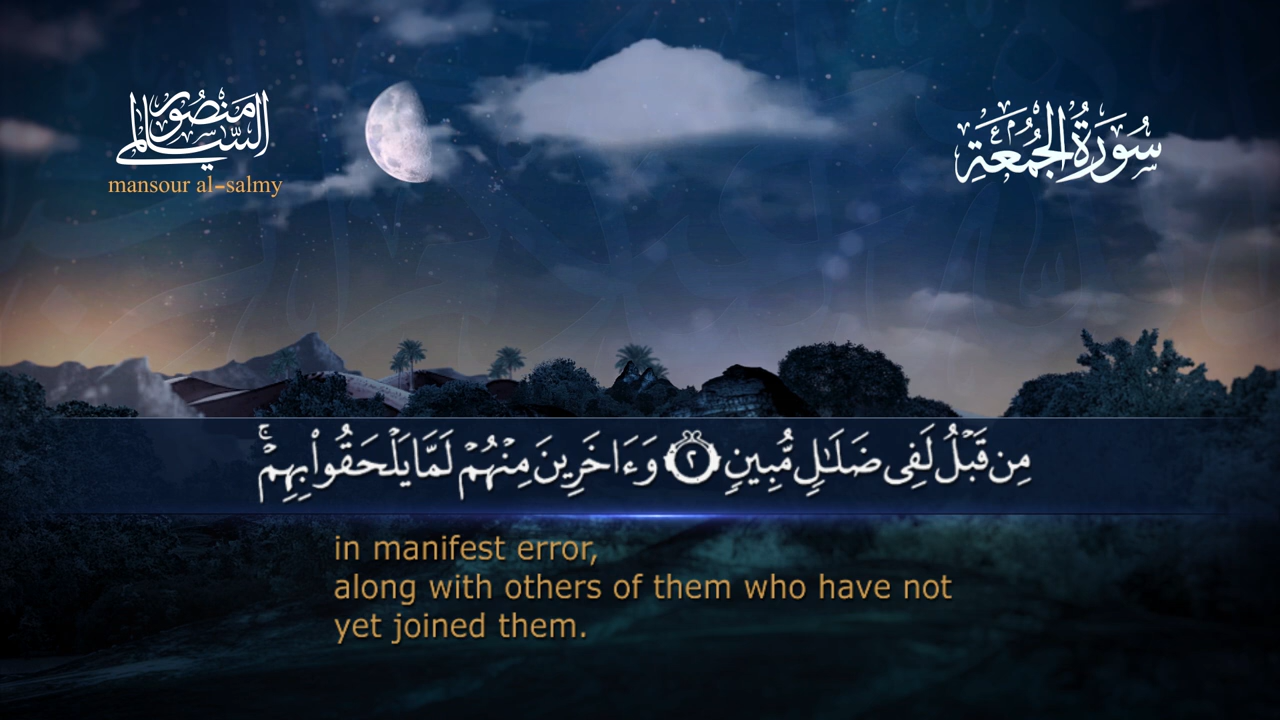 منصور السالمي
mansour al-salmy
سُورَةُ الجُمُعَةِ
مِن قَبْلُ لَفِى ضَلَـٰلٍ مُّبِينٍ ٢ وَءَاخَرِينَ مِنْهُمْ لَمَّا يَلْحَقُوا۟ بِهِمْ ۚ
in manifest error,
along with others of them who have not
yet joined them.